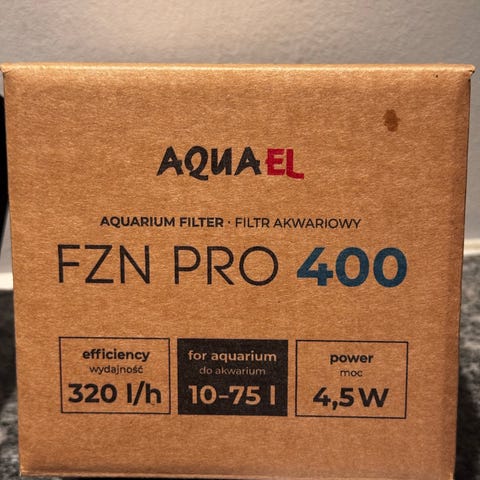 AQUAEL
AQUARIUM FILTER · FILTR AKWARIOWY
FZN PRO 400
efficiency
wydajność
320 l/h
for aquarium
do akwarium
10–75 l
power
moc
4,5 W